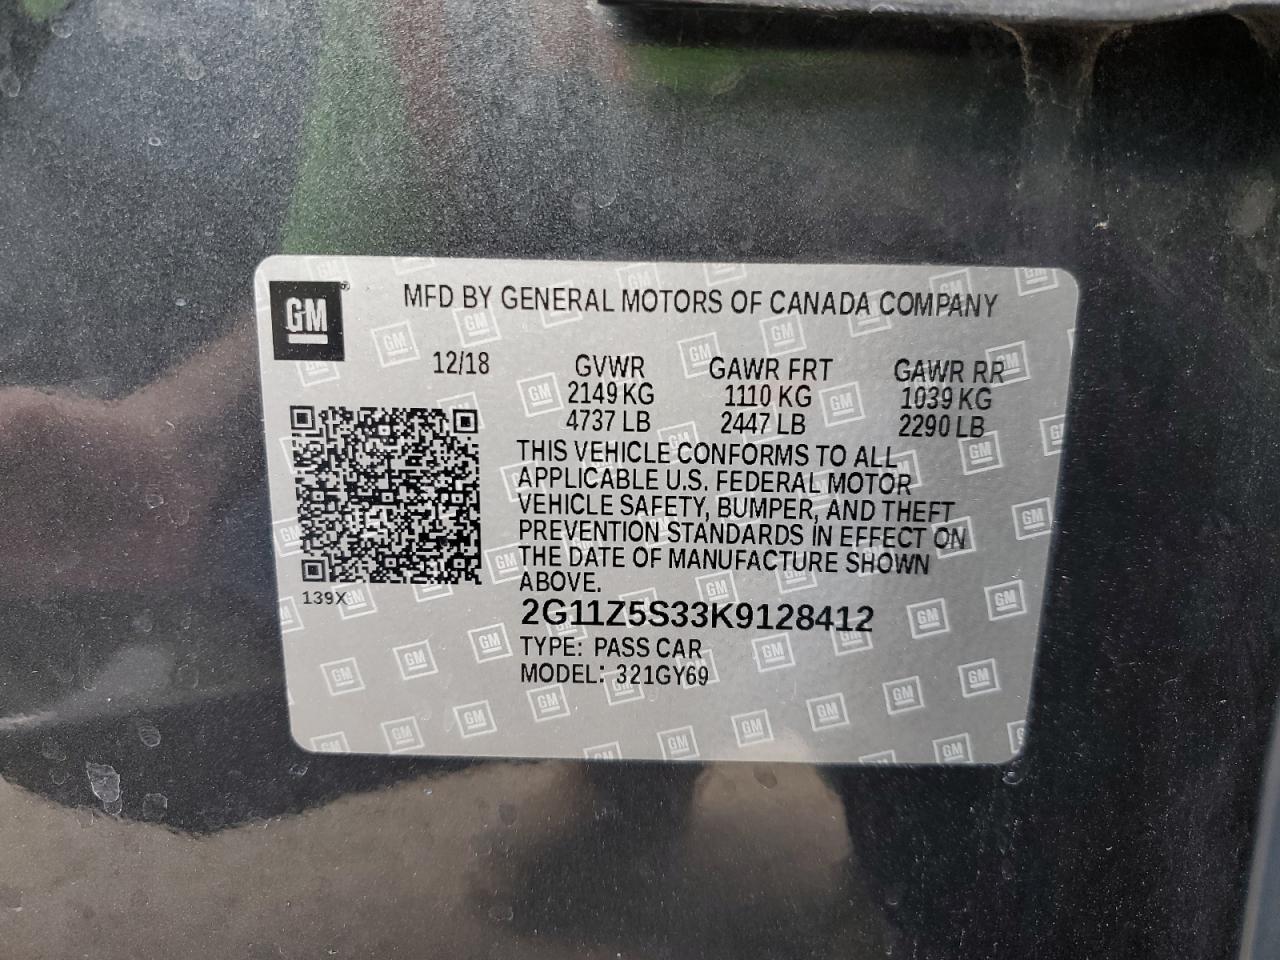 GM
MFD BY GENERAL MOTORS OF CANADA COMPANY
12/18 GVWR GAWR FRT GAWR RR
2149 KG 1110 KG 1039 KG
4737 LB 2447 LB 2290 LB
THIS VEHICLE CONFORMS TO ALL
APPLICABLE U.S. FEDERAL MOTOR
VEHICLE SAFETY, BUMPER, AND THEFT
PREVENTION STANDARDS IN EFFECT ON
THE DATE OF MANUFACTURE SHOWN
ABOVE.
139X
2G11Z5S33K9128412
TYPE: PASS CAR
MODEL: 321GY69